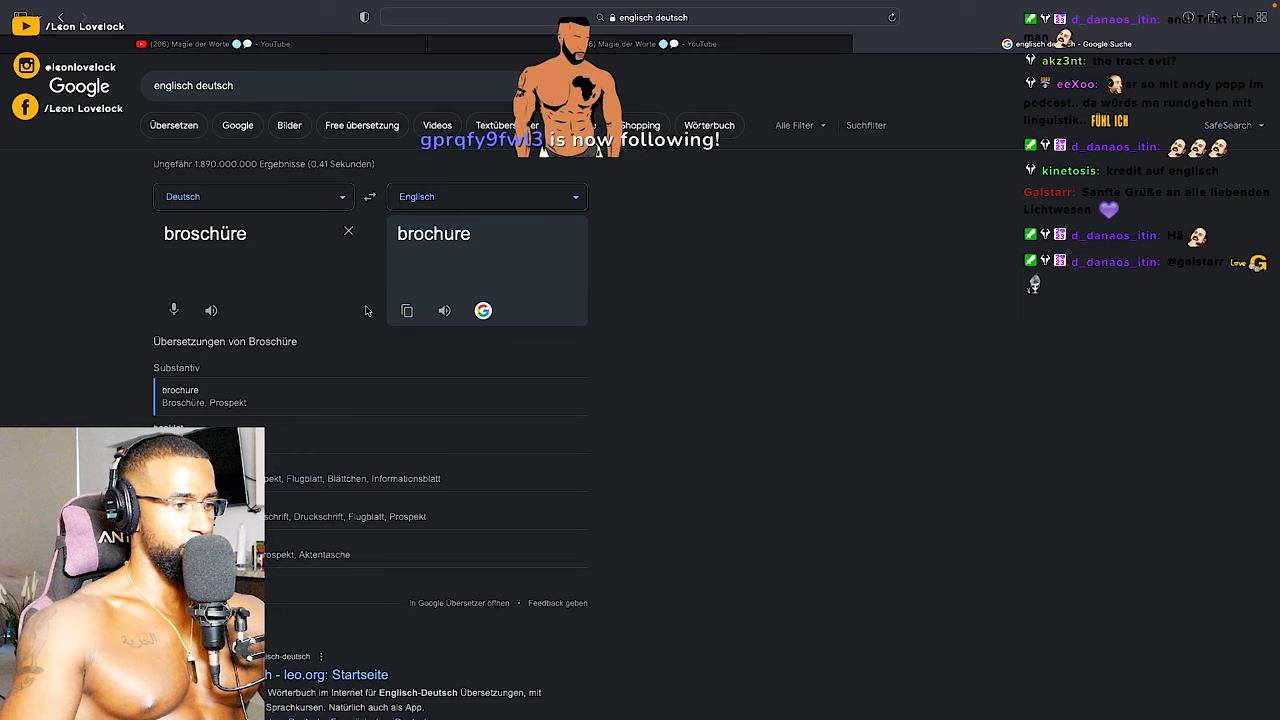 /Leon Lovelock
@leonlovelock
/Leon Lovelock
englisch deutsch
(206) Magie der Worte
- YouTube
Magie der Worte
- YouTube
- Google Suche
Google
englisch deutsch
Übersetzen
Google
Bilder
Free übersetzung
Videos
Shopping
Wörterbuch
Alle Filter
Suchfilter
SafeSearch
gprqfy9fwl3 is now following!
Ungefähr 1.890.000.000 Ergebnisse (0,41 Sekunden)
Deutsch
Englisch
broschüre
brochure
Übersetzungen von Broschüre
Substantiv
brochure
Broschüre, Prospekt
Flugblatt, Blättchen, Informationsblatt
Druckschrift, Flugblatt, Prospekt
Aktentasche
In Google Übersetzer öffnen • Feedback geben
- leo.org: Startseite
Wörterbuch im Internet für Englisch-Deutsch Übersetzungen, mit
Sprachkursen. Natürlich auch als App.
d_danaos_itin:
man
akz3nt: the tract evtl?
eeXoo: er so mit andy popp im
podcast.. da würds ma rundgehen mit
linguistik.. FÜHL ICH
d_danaos_itin:
kinetosis: kredit auf englisch
Galstarr: Sanfte Grüße an alle liebenden
Lichtwesen
d_danaos_itin: Hä
d_danaos_itin: @galstarr Love G